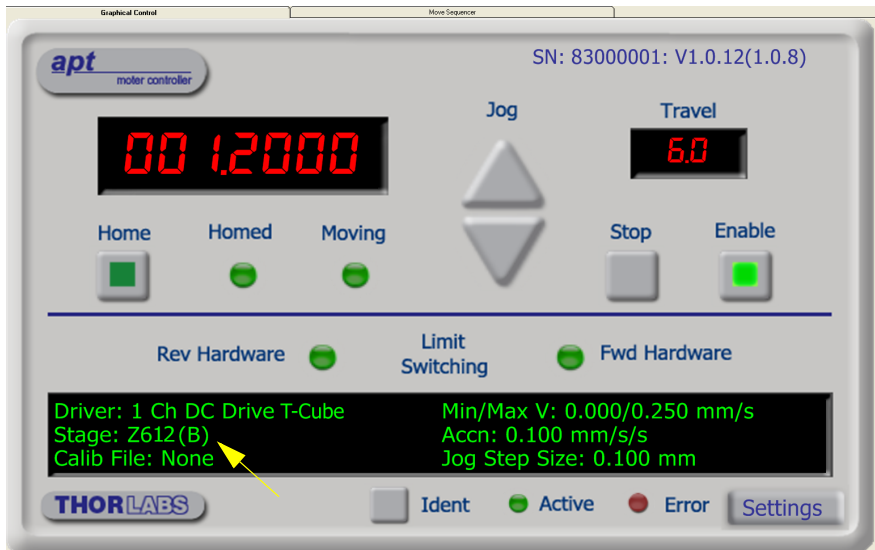 Graphical Control
Move Sequencer
apt
moter controller
SN: 83000001: V1.0.12(1.0.8)
Jog
Travel
001.2000
6.0
Home
Homed
Moving
Stop
Enable
Rev Hardware
Limit
Switching
Fwd Hardware
Driver: 1 Ch DC Drive T-Cube
Stage: Z612(B)
Calib File: None
Min/Max V: 0.000/0.250 mm/s
Accn: 0.100 mm/s/s
Jog Step Size: 0.100 mm
THORLABS
Ident
Active
Error
Settings